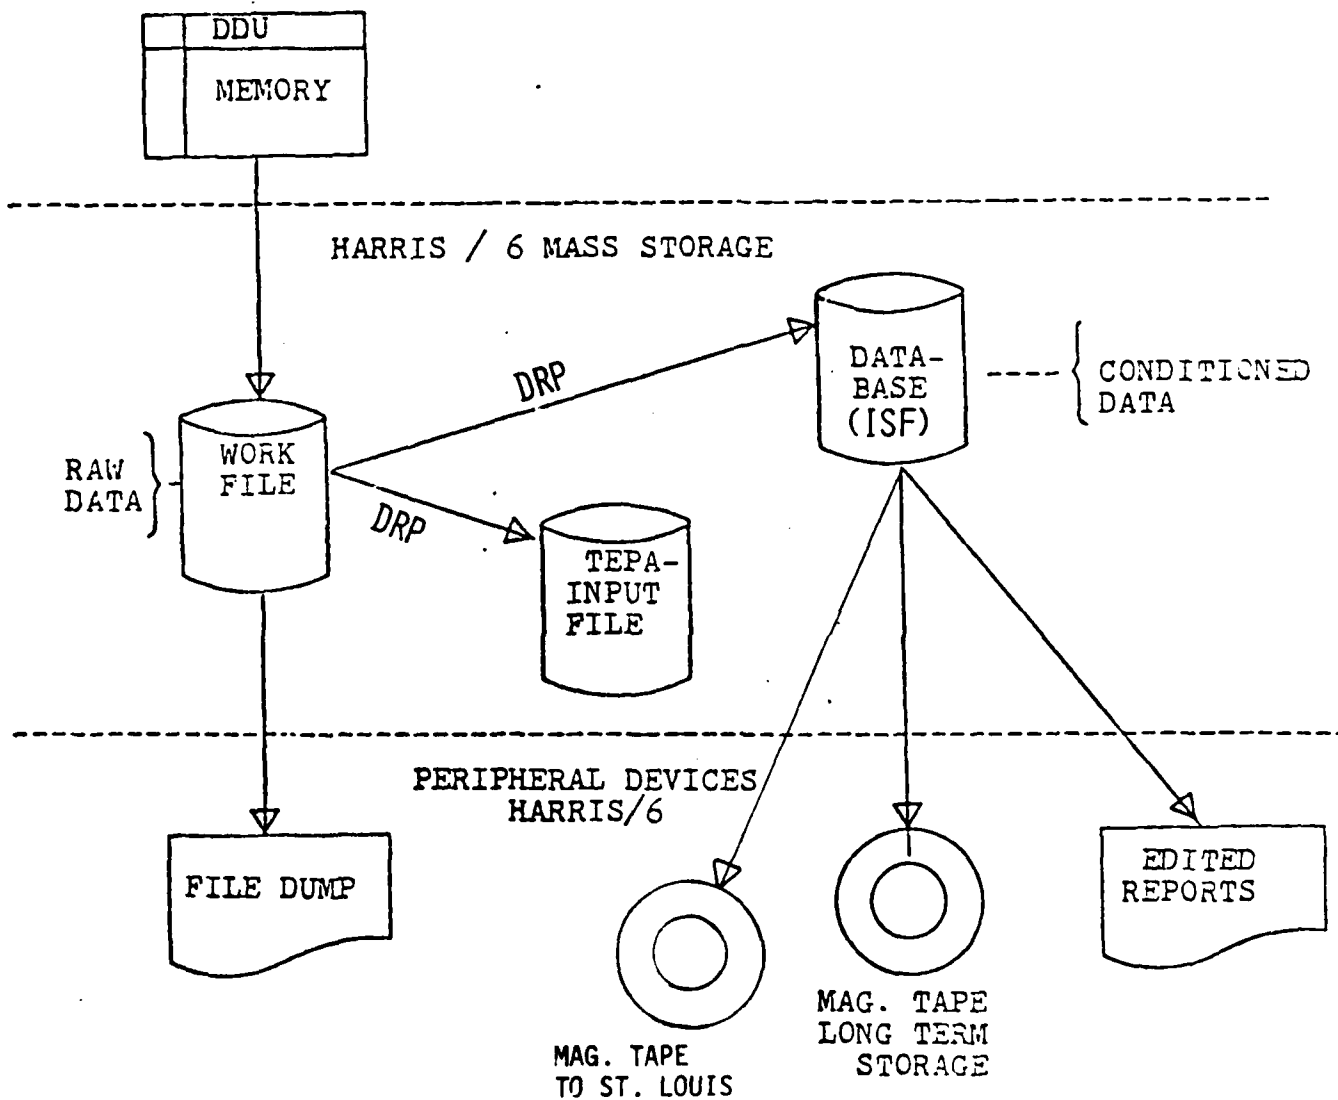 DDU
MEMORY
HARRIS / 6 MASS STORAGE
DRP
DATA-
BASE
(ISF)
CONDITIONED
DATA
RAW
DATA
WORK
FILE
DRP
TEPA-
INPUT
FILE
PERIPHERAL DEVICES
HARRIS/6
FILE DUMP
EDITED
REPORTS
MAG. TAPE
LONG TERM
STORAGE
MAG. TAPE
TO ST. LOUIS